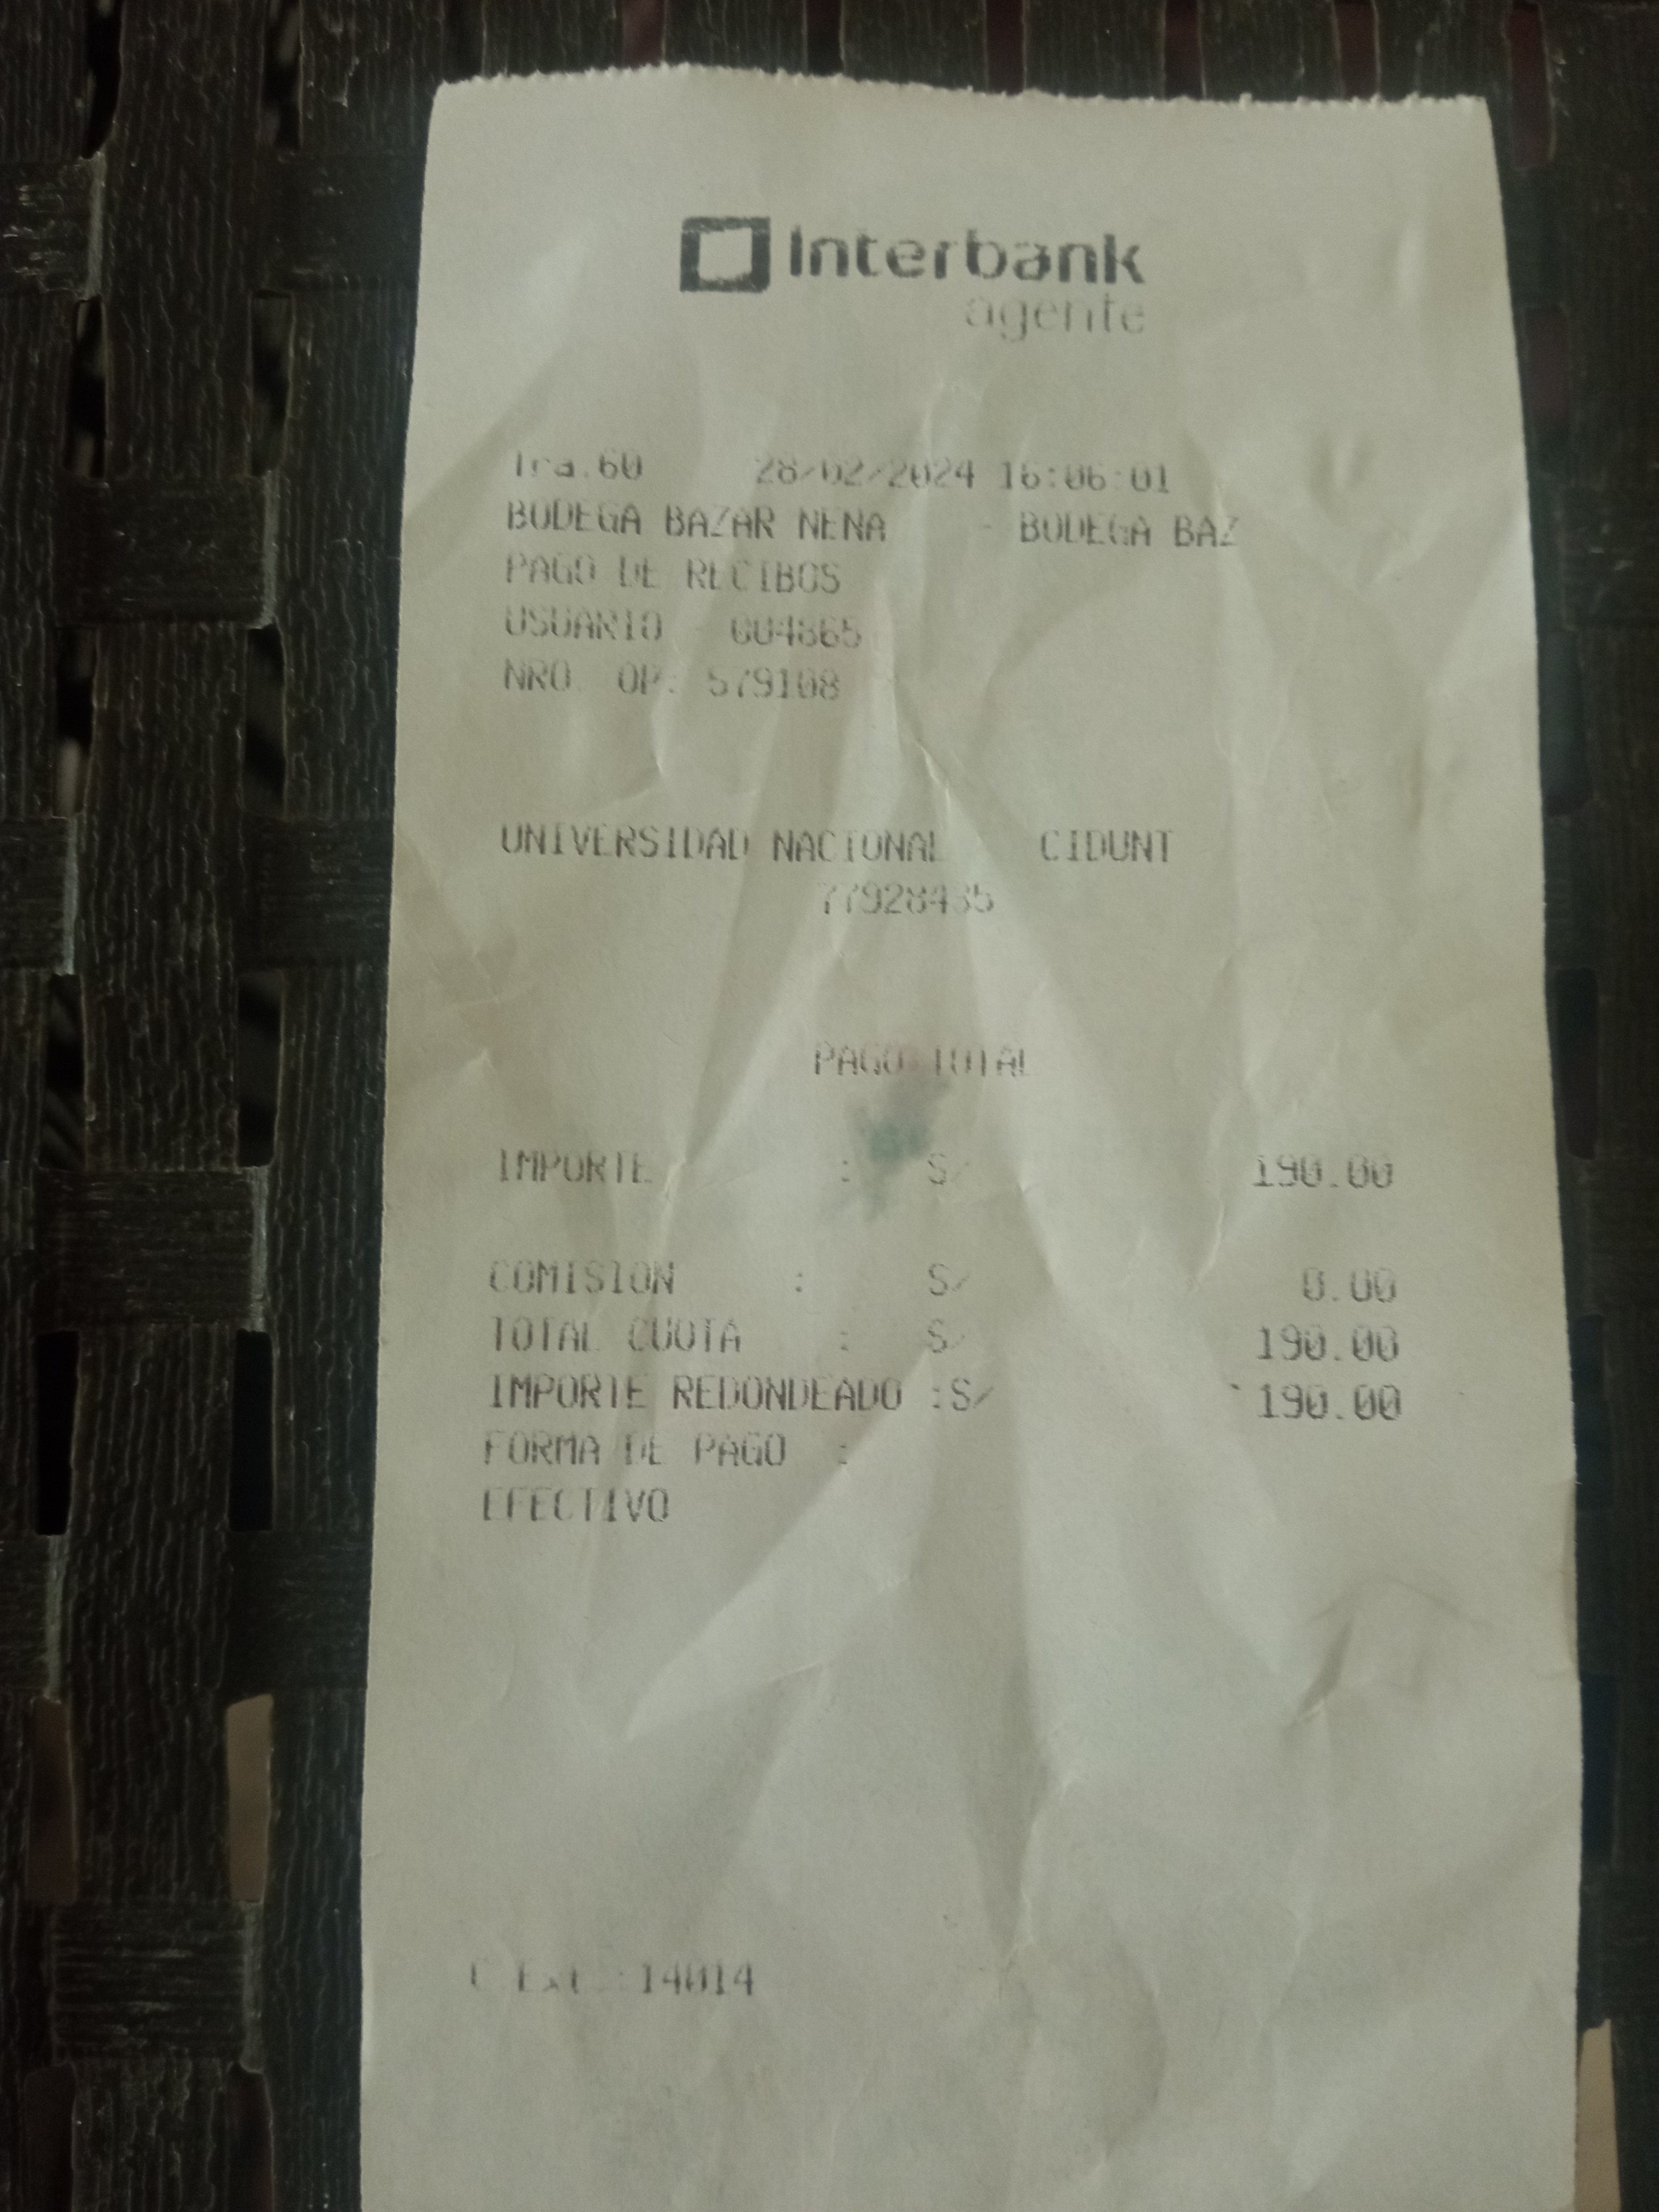 Interbank
agente
Tra.60 28/02/2024 16:06:01
BODEGA BAZAR NENA - BODEGA BAZ
PAGO DE RECIBOS
USUARIO 004865
NRO. OP: 579108
UNIVERSIDAD NACIONAL CIDUNT
PAGO TOTAL
IMPORTE : S/ 190.00
COMISION : S/ 0.00
TOTAL CUOTA : S/ 190.00
IMPORTE REDONDEADO :S/ 190.00
FORMA DE PAGO :
EFECTIVO
:14014